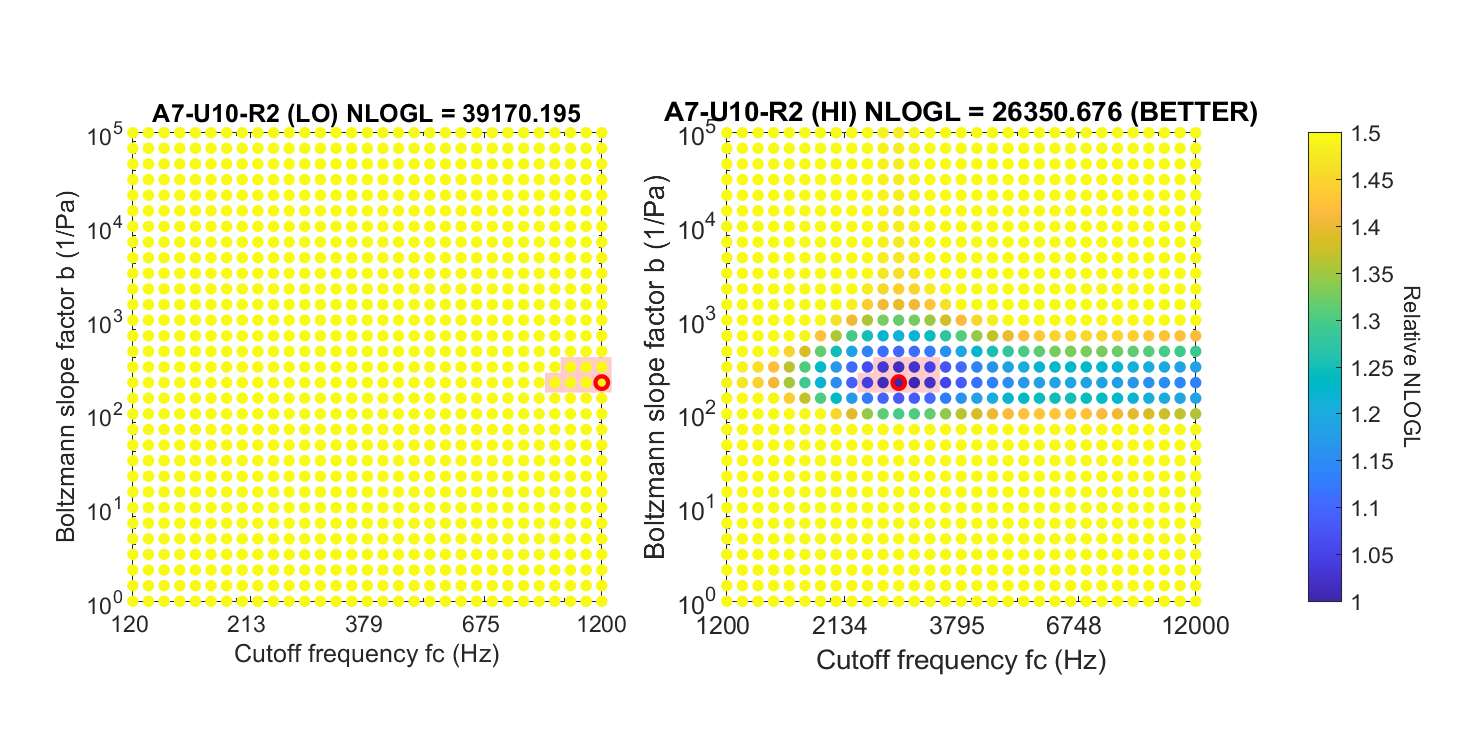 A7-U10-R2 (LO) NLOGL = 39170.195
10^5
10^4
10^3
10^2
10^1
10^0
Boltzmann slope factor b (1/Pa)
120 213 379 675 1200
Cutoff frequency fc (Hz)
A7-U10-R2 (HI) NLOGL = 26350.676 (BETTER)
10^5
10^4
10^3
10^2
10^1
10^0
Boltzmann slope factor b (1/Pa)
1200 2134 3795 6748 12000
Cutoff frequency fc (Hz)
1.5
1.45
1.4
1.35
1.3
1.25
1.2
1.15
1.1
1.05
1
Relative NLOGL